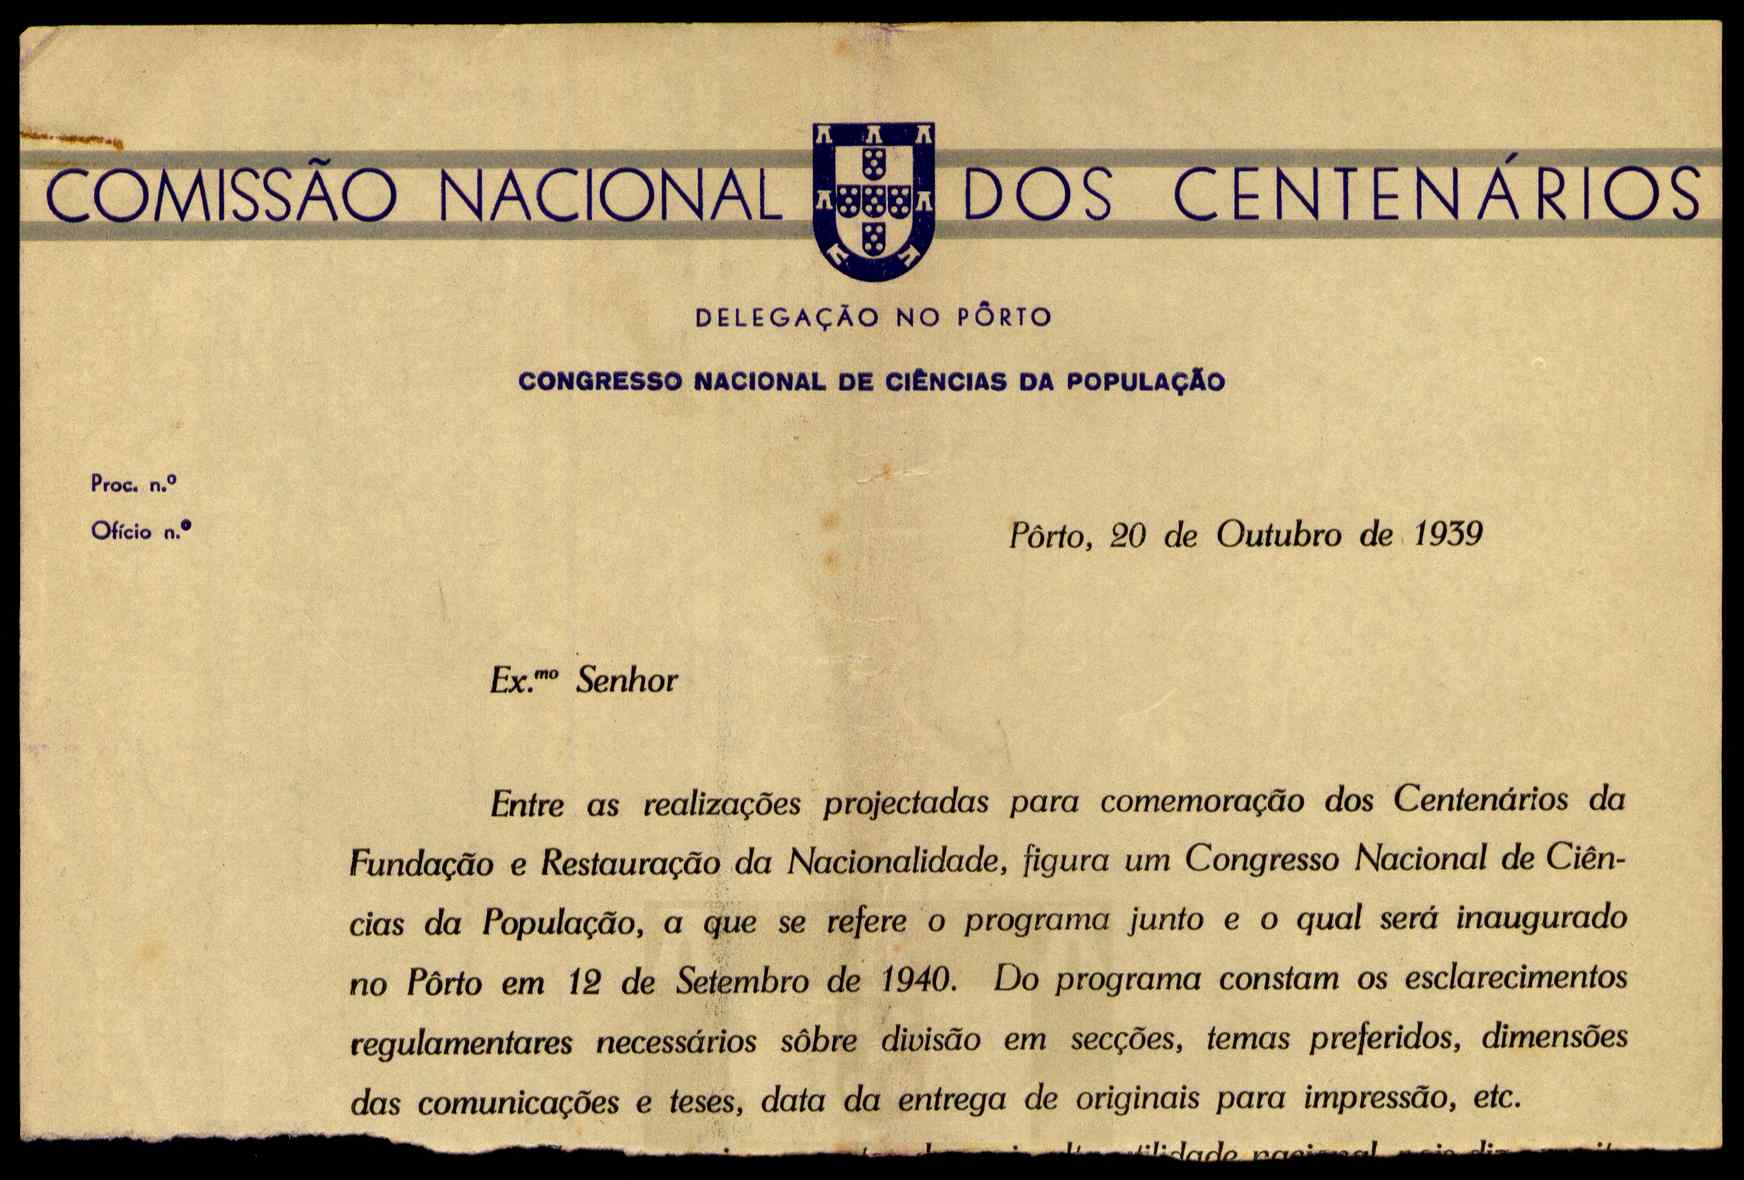 COMISSÃO NACIONAL DOS CENTENÁRIOS
DELEGAÇÃO NO PÔRTO
CONGRESSO NACIONAL DE CIÊNCIAS DA POPULAÇÃO
Proc. n.º
Ofício n.º
Pôrto, 20 de Outubro de 1939
Ex.mo Senhor
Entre as realizações projectadas para comemoração dos Centenários da
Fundação e Restauração da Nacionalidade, figura um Congresso Nacional de Ciên-
cias da População, a que se refere o programa junto e o qual será inaugurado
no Pôrto em 12 de Setembro de 1940. Do programa constam os esclarecimentos
regulamentares necessários sôbre divisão em secções, temas preferidos, dimensões
das comunicações e teses, data da entrega de originais para impressão, etc.
utilidade nacional